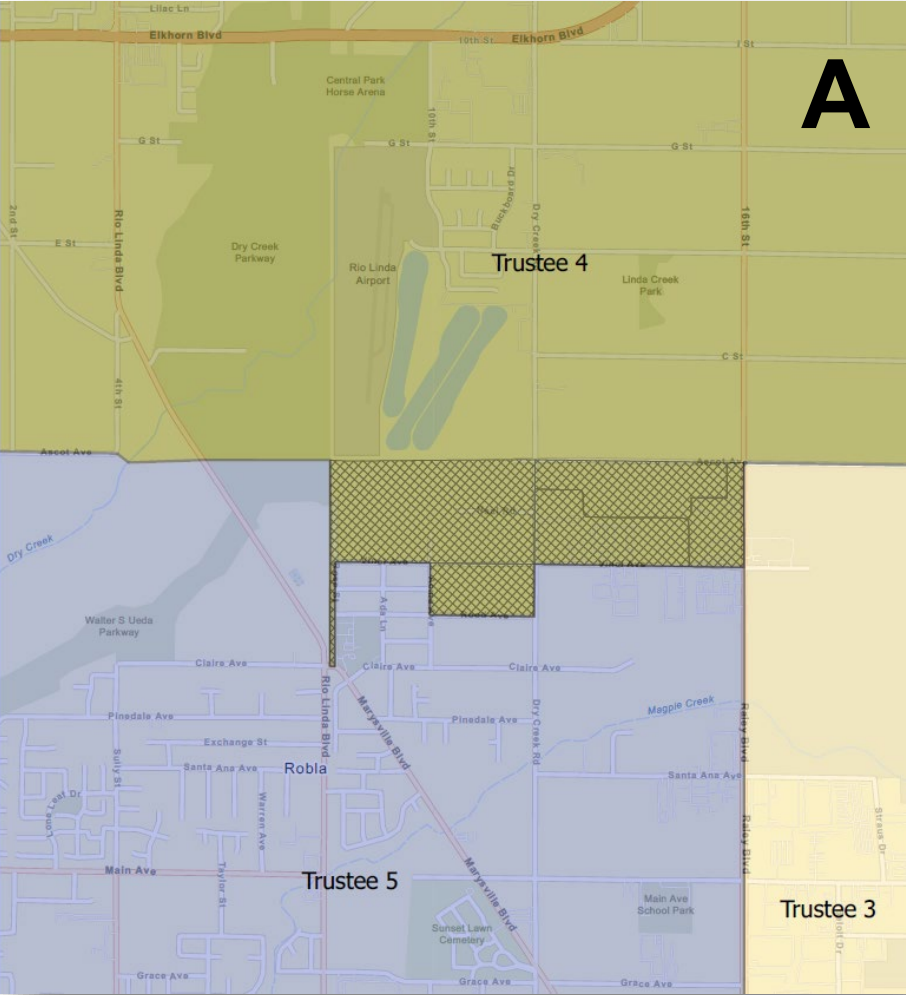 Lilac Ln
Elkhorn Blvd
10th St
Elkhorn Blvd
I St
A
Central Park
Horse Arena
10th St
G St
G St
G St
Buckboard Dr
2nd St
Rio Linda Blvd
Dry Creek
16th St
E St
Dry Creek
Parkway
Rio Linda
Airport
Trustee 4
Linda Creek
Park
C St
4th St
Ascot Ave
Ascot Av
Dry Creek
Walter S Ueda
Parkway
Ada Ln
Claire Ave
Claire Ave
Claire Ave
Rio Linda Blvd
Marysville Blvd
Dry Creek Rd
Magpie Creek
Raley Blvd
Pinedale Ave
Pinedale Ave
Exchange St
Sully St
Santa Ana Ave
Robla
Santa Ana Ave
Lone Leaf Dr
Warren Ave
Straus Dr
Raley Blvd
Main Ave
Taylor St
Trustee 5
Marysville Blvd
Main Ave
School Park
Trustee 3
Sunset Lawn
Cemetery
Grace Ave
Grace Ave
Grace Ave